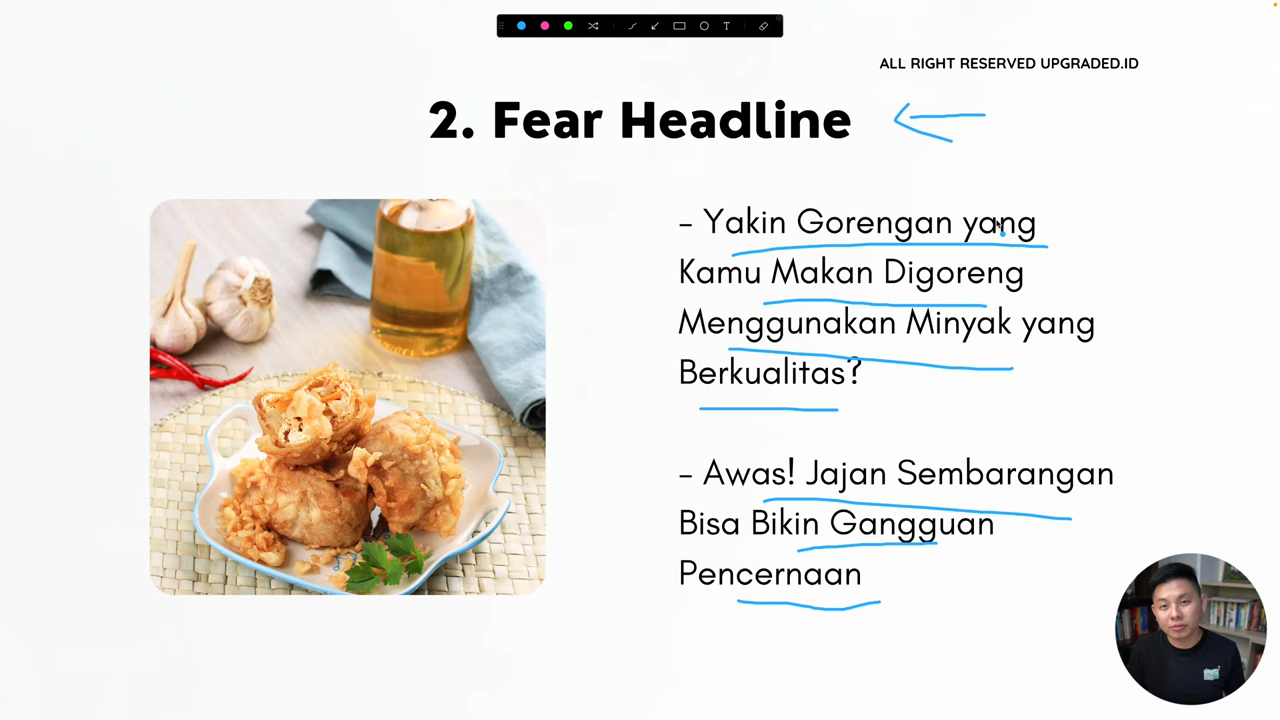 ALL RIGHT RESERVED UPGRADED.ID
2. Fear Headline
- Yakin Gorengan yang
Kamu Makan Digoreng
Menggunakan Minyak yang
Berkualitas?
- Awas! Jajan Sembarangan
Bisa Bikin Gangguan
Pencernaan